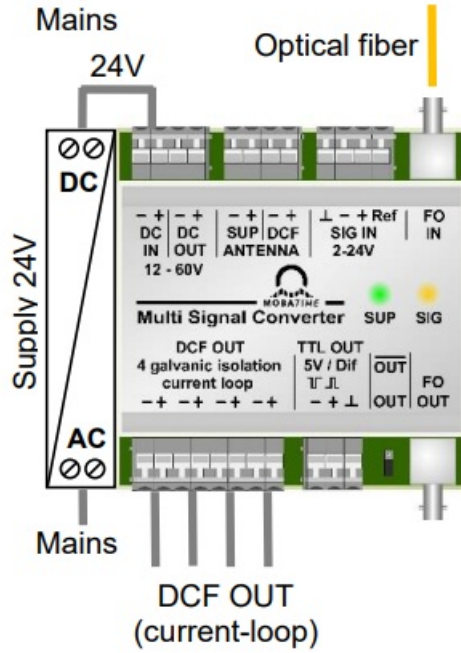 Mains
24V
Optical fiber
DC
Supply 24V
AC
- + - + - + - + ⊥ - + Ref FO
DC DC SUP DCF SIG IN IN
IN OUT ANTENNA 2-24V
12 - 60V
MOBATIME
Multi Signal Converter SUP SIG
DCF OUT TTL OUT
4 galvanic isolation 5V / Dif OUT
current loop FO
- + - + - + - + - + ⊥ OUT OUT
Mains
DCF OUT
(current-loop)